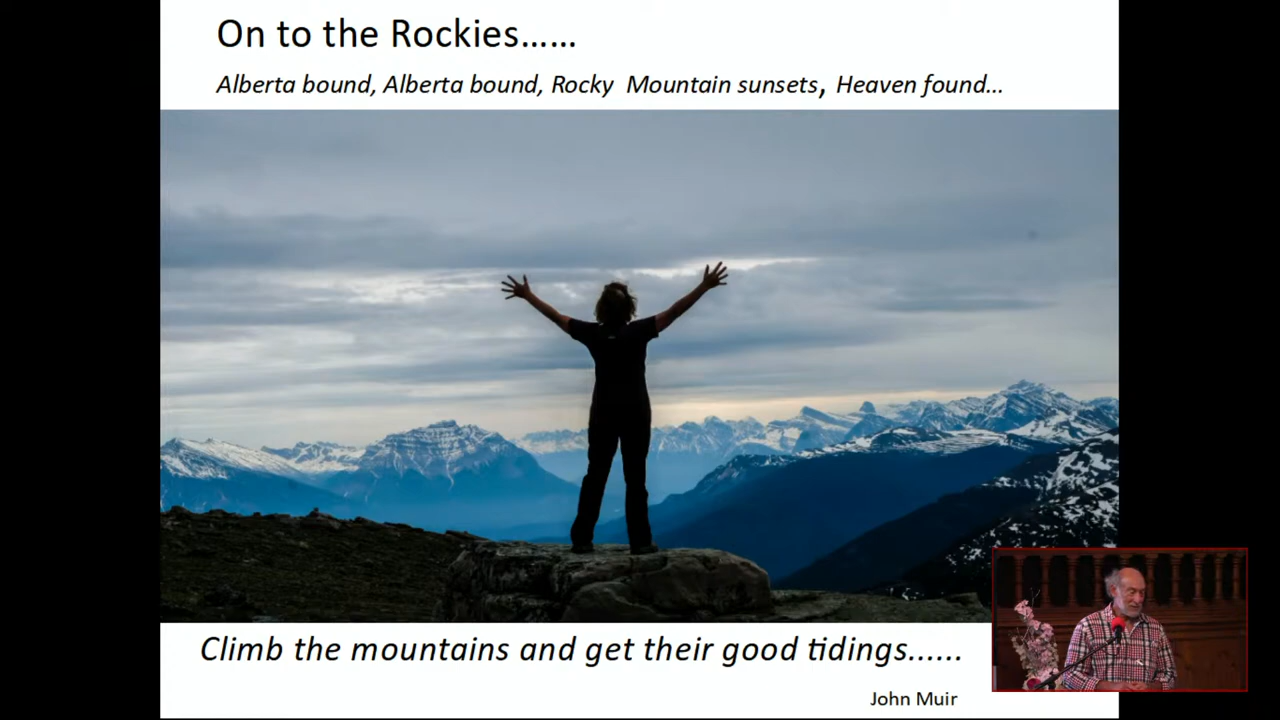 On to the Rockies……
Alberta bound, Alberta bound, Rocky Mountain sunsets, Heaven found…
Climb the mountains and get their good tidings……
John Muir